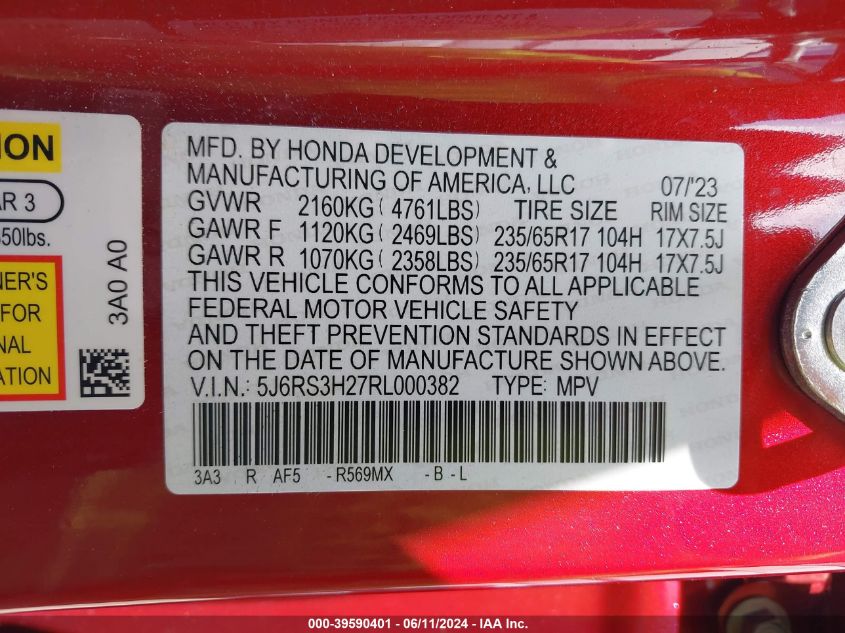 ION
AR 3
50lbs.
NER'S
FOR
NAL
TION
3A0 A0
MFD. BY HONDA DEVELOPMENT &
MANUFACTURING OF AMERICA, LLC 07/'23
GVWR 2160KG( 4761LBS) TIRE SIZE RIM SIZE
GAWR F 1120KG( 2469LBS) 235/65R17 104H 17X7.5J
GAWR R 1070KG( 2358LBS) 235/65R17 104H 17X7.5J
THIS VEHICLE CONFORMS TO ALL APPLICABLE
FEDERAL MOTOR VEHICLE SAFETY
AND THEFT PREVENTION STANDARDS IN EFFECT
ON THE DATE OF MANUFACTURE SHOWN ABOVE.
V.I.N.: 5J6RS3H27RL000382 TYPE: MPV
3A3 R AF5 -R569MX -B-L
000-39590401 - 06/11/2024 - IAA Inc.